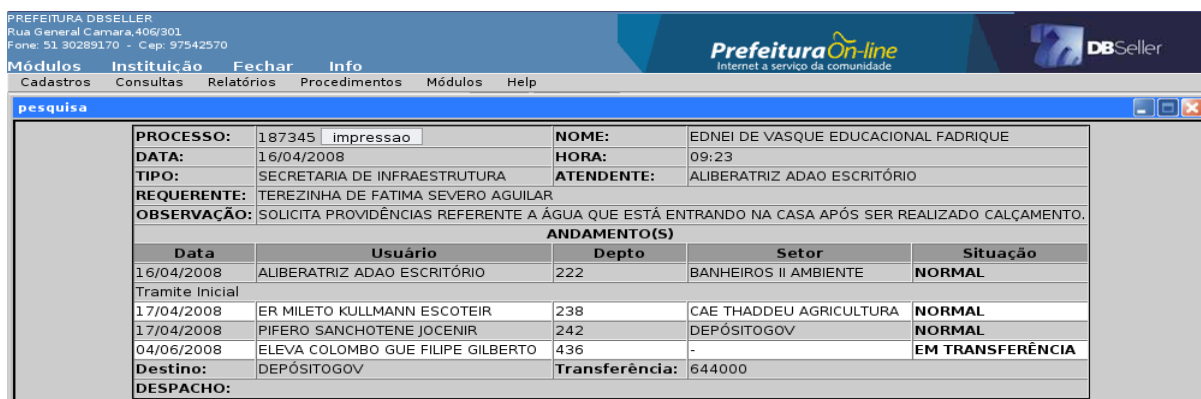 PREFEITURA DBSELLER
Rua General Camara,406/301
Fone: 51 30289170 - Cep: 97542570
Prefeitura On-line
Internet a serviço da comunidade
DBSeller
Módulos Instituição Fechar Info
Cadastros Consultas Relatórios Procedimentos Módulos Help
pesquisa
PROCESSO: 187345 impressao NOME: EDNEI DE VASQUE EDUCACIONAL FADRIQUE
DATA: 16/04/2008 HORA: 09:23
TIPO: SECRETARIA DE INFRAESTRUTURA ATENDENTE: ALIBERATRIZ ADAO ESCRITÓRIO
REQUERENTE: TEREZINHA DE FATIMA SEVERO AGUILAR
OBSERVAÇÃO: SOLICITA PROVIDÊNCIAS REFERENTE A ÁGUA QUE ESTÁ ENTRANDO NA CASA APÓS SER REALIZADO CALÇAMENTO.
ANDAMENTO(S)
Data Usuário Depto Setor Situação
16/04/2008 ALIBERATRIZ ADAO ESCRITÓRIO 222 BANHEIROS II AMBIENTE NORMAL
Tramite Inicial
17/04/2008 ER MILETO KULLMANN ESCOTEIR 238 CAE THADDEU AGRICULTURA NORMAL
17/04/2008 PIFERO SANCHOTENE JOCENIR 242 DEPÓSITOGOV NORMAL
04/06/2008 ELEVA COLOMBO GUE FILIPE GILBERTO 436 - EM TRANSFERÊNCIA
Destino: DEPÓSITOGOV Transferência: 644000
DESPACHO: